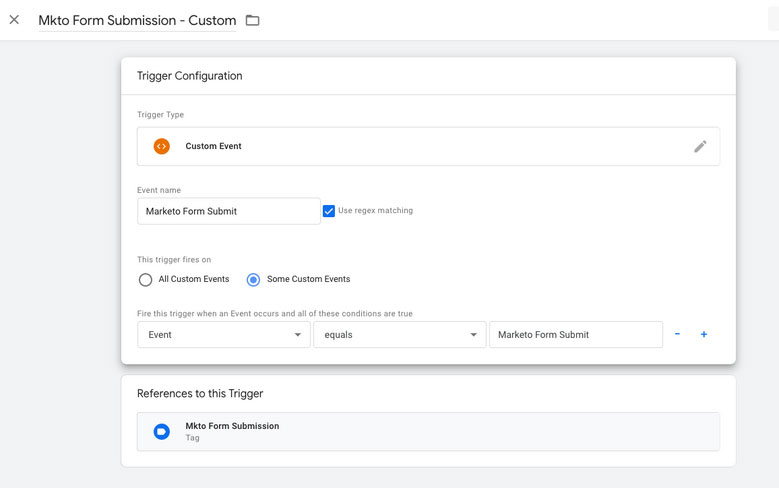 Mkto Form Submission - Custom
Trigger Configuration
Trigger Type
Custom Event
Event name
Marketo Form Submit
Use regex matching
This trigger fires on
All Custom Events
Some Custom Events
Fire this trigger when an Event occurs and all of these conditions are true
Event
equals
Marketo Form Submit
- +
References to this Trigger
Mkto Form Submission
Tag